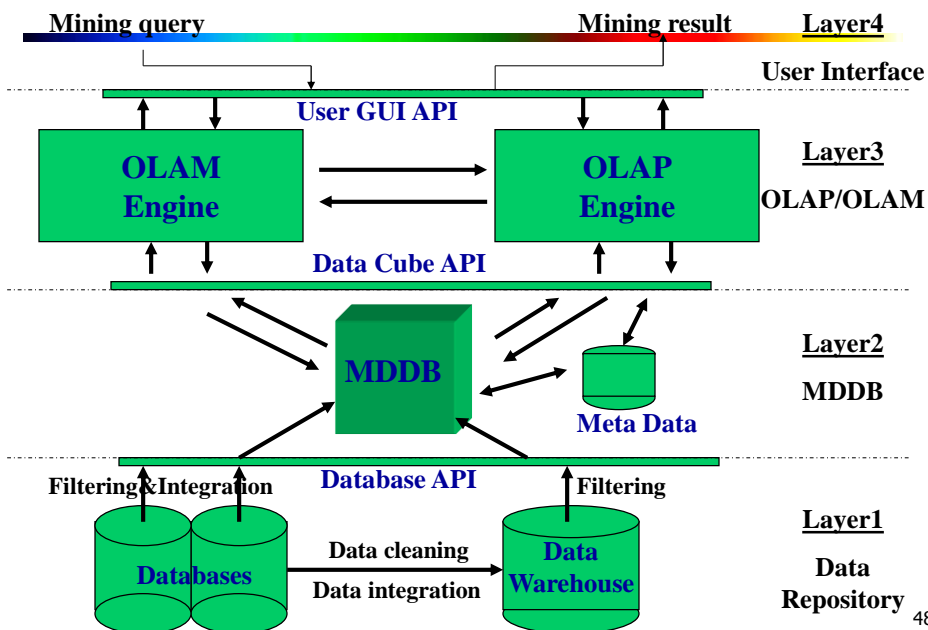 Mining query
Mining result
Layer4
User Interface
User GUI API
OLAM
Engine
OLAP
Engine
Layer3
OLAP/OLAM
Data Cube API
MDDB
Meta Data
Layer2
MDDB
Database API
Filtering&Integration
Filtering
Databases
Data cleaning
Data integration
Data
Warehouse
Layer1
Data
Repository
48